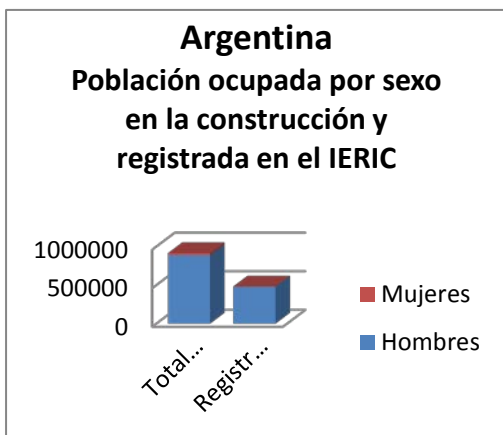 Argentina
Población ocupada por sexo
en la construcción y
registrada en el IERIC
1000000
500000
0
Total...
Registr...
Mujeres
Hombres